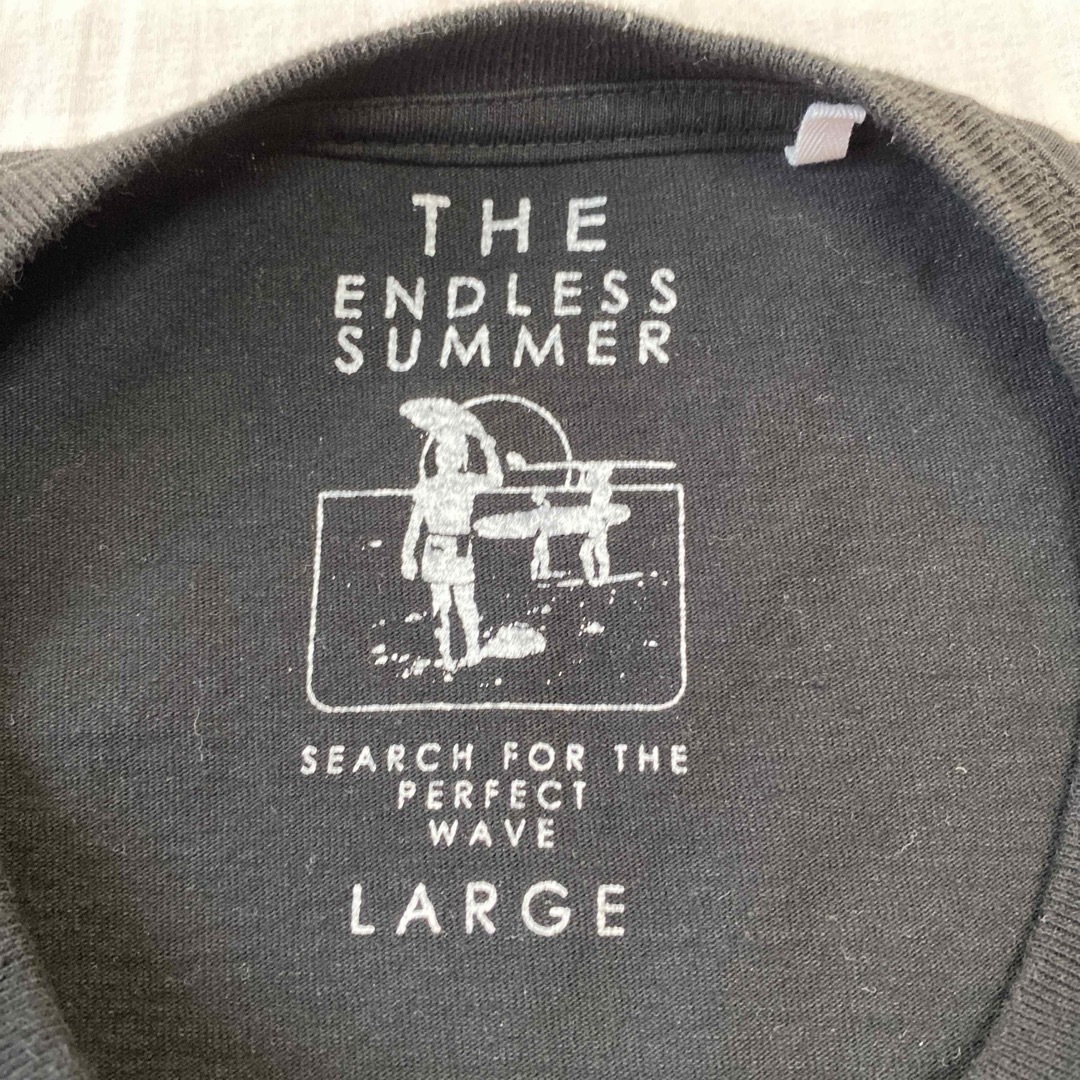 THE
ENDLESS
SUMMER
SEARCH FOR THE
PERFECT
WAVE
LARGE